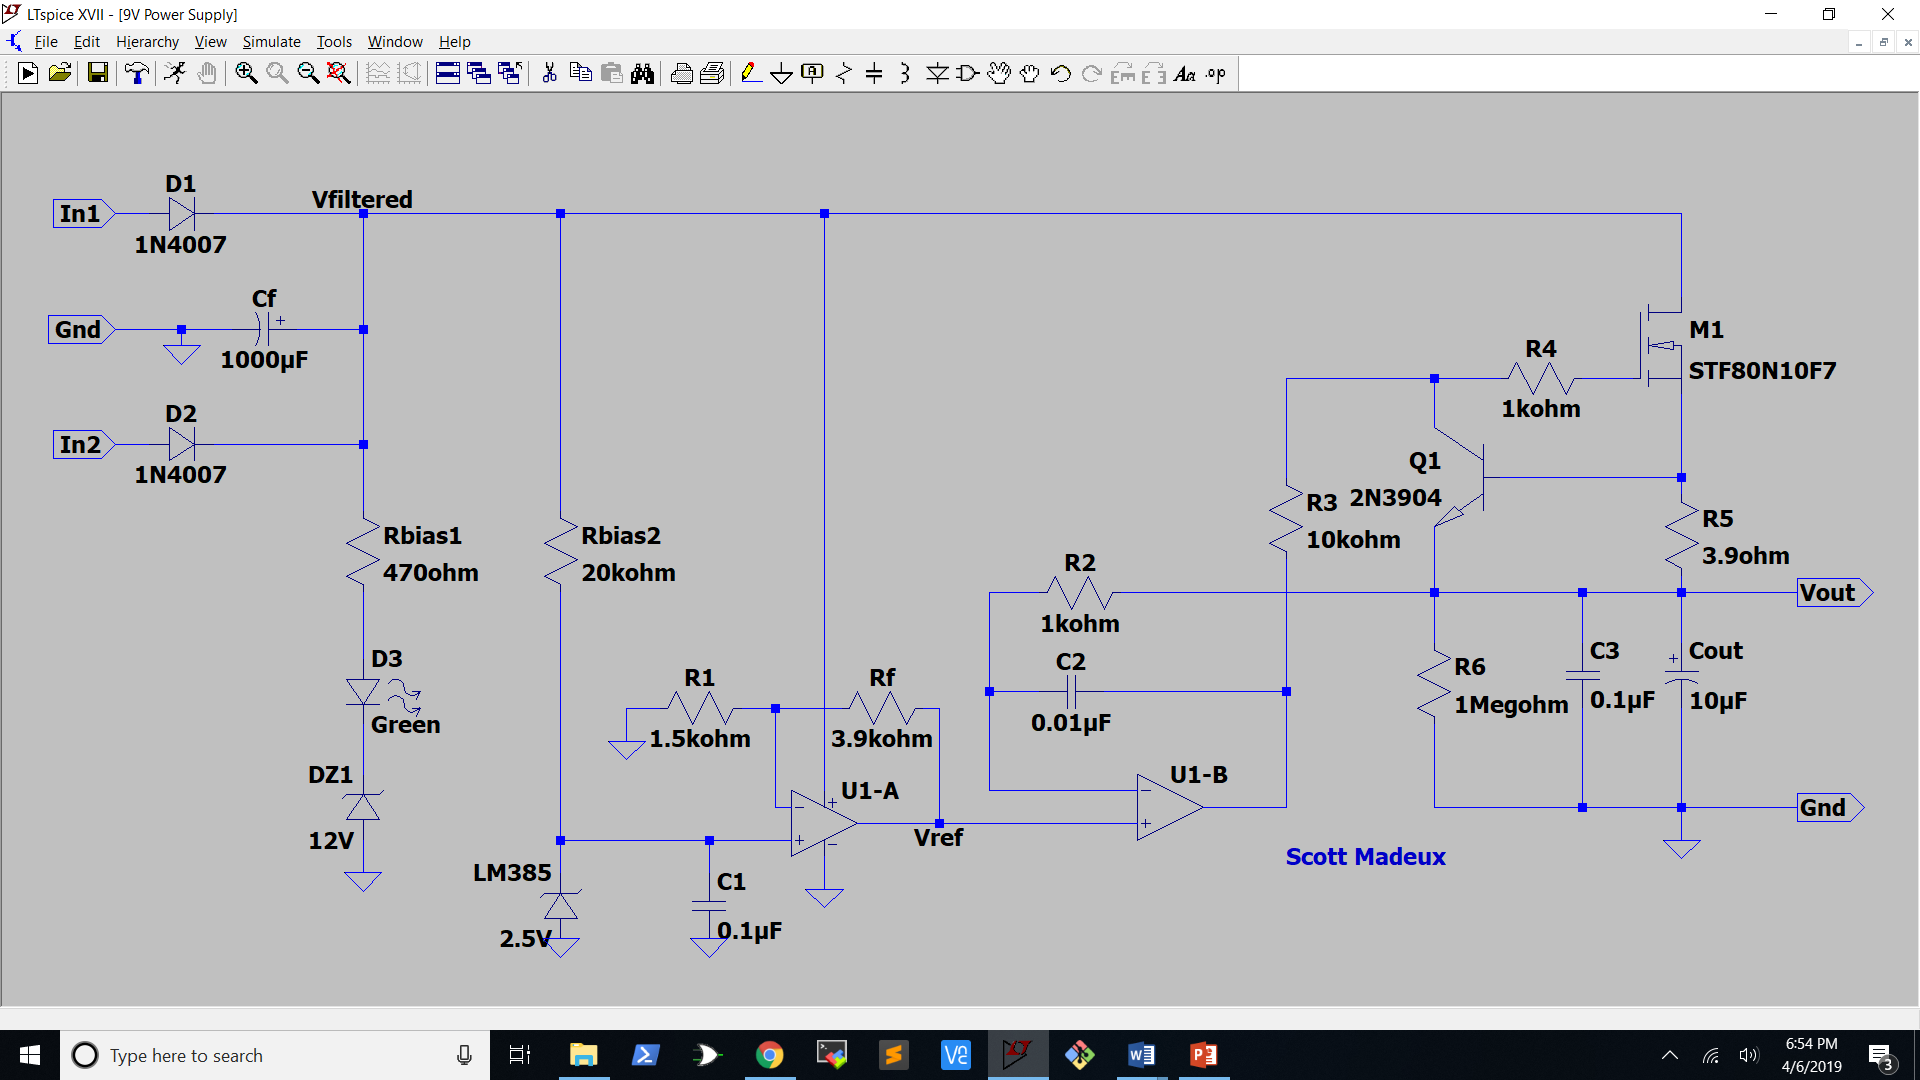 LTspice XVII - [9V Power Supply]
File Edit Hierarchy View Simulate Tools Window Help
A
Aa .op
D1
In1
1N4007
Vfiltered
Cf
+
Gnd
1000µF
D2
In2
1N4007
Rbias1
470ohm
Rbias2
20kohm
D3
Green
DZ1
12V
LM385
2.5V
C1
0.1µF
R1
1.5kohm
Rf
3.9kohm
U1-A
Vref
R2
1kohm
C2
0.01µF
U1-B
R3
10kohm
R4
1kohm
M1
STF80N10F7
Q1
2N3904
R5
3.9ohm
Vout
R6
1Megohm
C3
0.1µF
Cout
+
10µF
Gnd
Scott Madeux
Type here to search
6:54 PM
4/6/2019
3